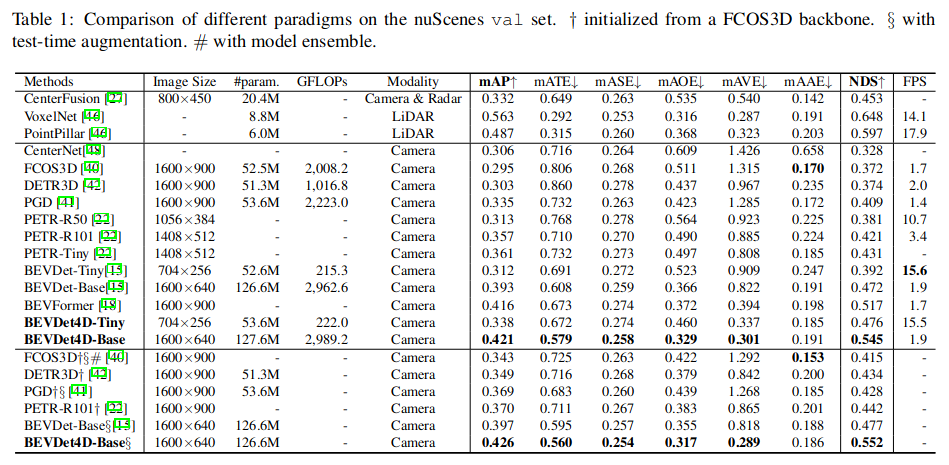 Table 1: Comparison of different paradigms on the nuScenes val set. † initialized from a FCOS3D backbone. § with
test-time augmentation. # with model ensemble.
Methods Image Size #param. GFLOPs Modality mAP↑ mATE↓ mASE↓ mAOE↓ mAVE↓ mAAE↓ NDS↑ FPS
CenterFusion [27] 800×450 20.4M - Camera & Radar 0.332 0.649 0.263 0.535 0.540 0.142 0.453 -
VoxelNet [46] - 8.8M - LiDAR 0.563 0.292 0.253 0.316 0.287 0.191 0.648 14.1
PointPillar [46] - 6.0M - LiDAR 0.487 0.315 0.260 0.368 0.323 0.203 0.597 17.9
CenterNet[48] - - - Camera 0.306 0.716 0.264 0.609 1.426 0.658 0.328 -
FCOS3D [40] 1600×900 52.5M 2,008.2 Camera 0.295 0.806 0.268 0.511 1.315 0.170 0.372 1.7
DETR3D [42] 1600×900 51.3M 1,016.8 Camera 0.303 0.860 0.278 0.437 0.967 0.235 0.374 2.0
PGD [41] 1600×900 53.6M 2,223.0 Camera 0.335 0.732 0.263 0.423 1.285 0.172 0.409 1.4
PETR-R50 [22] 1056×384 - - Camera 0.313 0.768 0.278 0.564 0.923 0.225 0.381 10.7
PETR-R101 [22] 1408×512 - - Camera 0.357 0.710 0.270 0.490 0.885 0.224 0.421 3.4
PETR-Tiny [22] 1408×512 - - Camera 0.361 0.732 0.273 0.497 0.808 0.185 0.431 -
BEVDet-Tiny[15] 704×256 52.6M 215.3 Camera 0.312 0.691 0.272 0.523 0.909 0.247 0.392 15.6
BEVDet-Base[15] 1600×640 126.6M 2,962.6 Camera 0.393 0.608 0.259 0.366 0.822 0.191 0.472 1.9
BEVFormer [18] 1600×900 - - Camera 0.416 0.673 0.274 0.372 0.394 0.198 0.517 1.7
BEVDet4D-Tiny 704×256 53.6M 222.0 Camera 0.338 0.672 0.274 0.460 0.337 0.185 0.476 15.5
BEVDet4D-Base 1600×640 127.6M 2,989.2 Camera 0.421 0.579 0.258 0.329 0.301 0.191 0.545 1.9
FCOS3D†§# [40] 1600×900 - - Camera 0.343 0.725 0.263 0.422 1.292 0.153 0.415 -
DETR3D† [42] 1600×900 51.3M - Camera 0.349 0.716 0.268 0.379 0.842 0.200 0.434 -
PGD†§ [41] 1600×900 53.6M - Camera 0.369 0.683 0.260 0.439 1.268 0.185 0.428 -
PETR-R101† [22] 1600×900 - - Camera 0.370 0.711 0.267 0.383 0.865 0.201 0.442 -
BEVDet-Base§[15] 1600×640 126.6M - Camera 0.397 0.595 0.257 0.355 0.818 0.188 0.477 -
BEVDet4D-Base§ 1600×640 126.6M - Camera 0.426 0.560 0.254 0.317 0.289 0.186 0.552 -